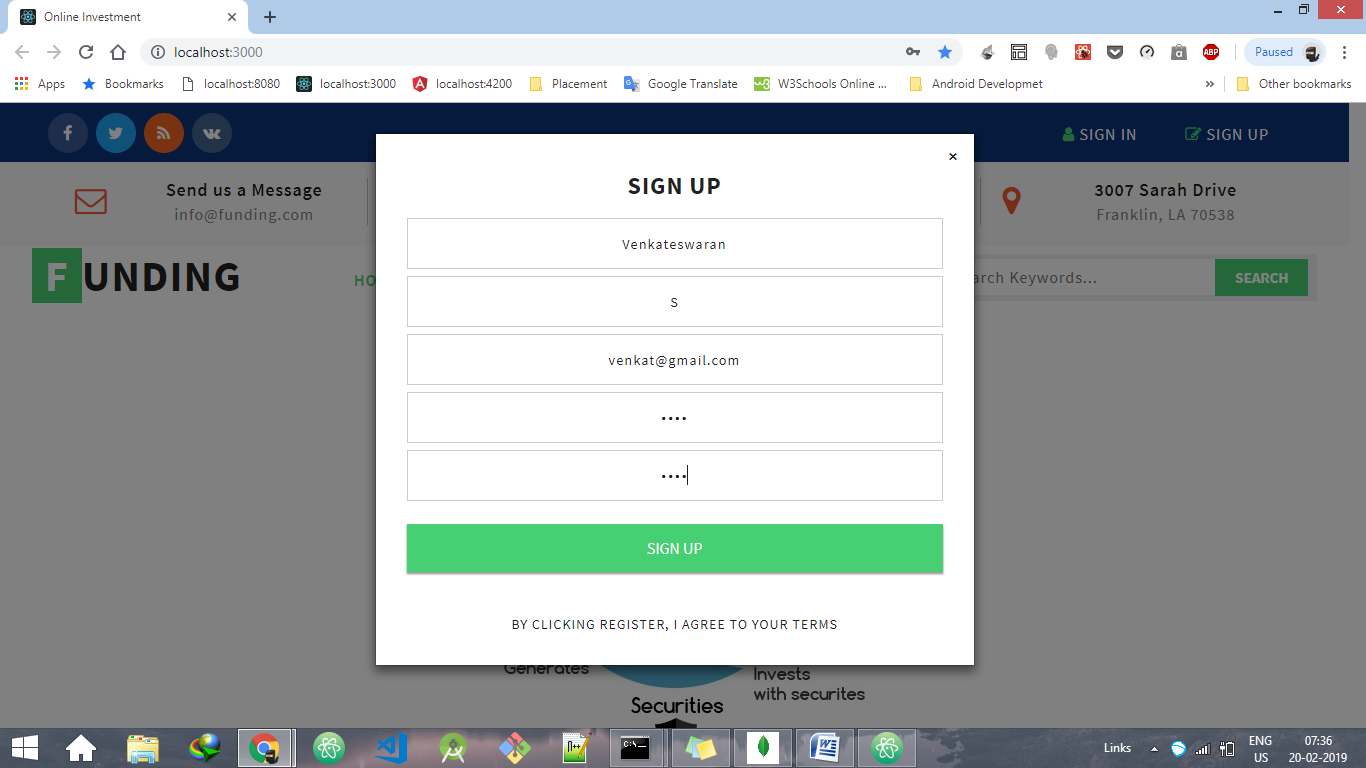 Online Investment
localhost:3000
Paused
Apps
Bookmarks
localhost:8080
localhost:3000
localhost:4200
Placement
Google Translate
W3Schools Online ...
Android Developmet
»
Other bookmarks
SIGN IN
SIGN UP
Send us a Message
info@funding.com
3007 Sarah Drive
Franklin, LA 70538
FUNDING
HO
arch Keywords...
SEARCH
×
SIGN UP
Venkateswaran
S
venkat@gmail.com
••••
••••
SIGN UP
BY CLICKING REGISTER, I AGREE TO YOUR TERMS
Generates
Invests
with securites
Securities
Links
ENG
US
07:36
20-02-2019